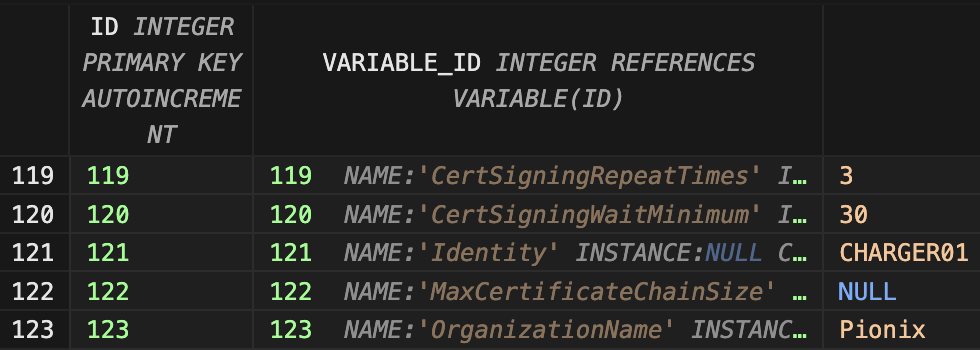 ID INTEGER
PRIMARY KEY
AUTOINCREME
NT
VARIABLE_ID INTEGER REFERENCES
VARIABLE(ID)
119 119 119 NAME:'CertSigningRepeatTimes' I… 3
120 120 120 NAME:'CertSigningWaitMinimum' I… 30
121 121 121 NAME:'Identity' INSTANCE:NULL C… CHARGER01
122 122 122 NAME:'MaxCertificateChainSize' … NULL
123 123 123 NAME:'OrganizationName' INSTANC… Pionix